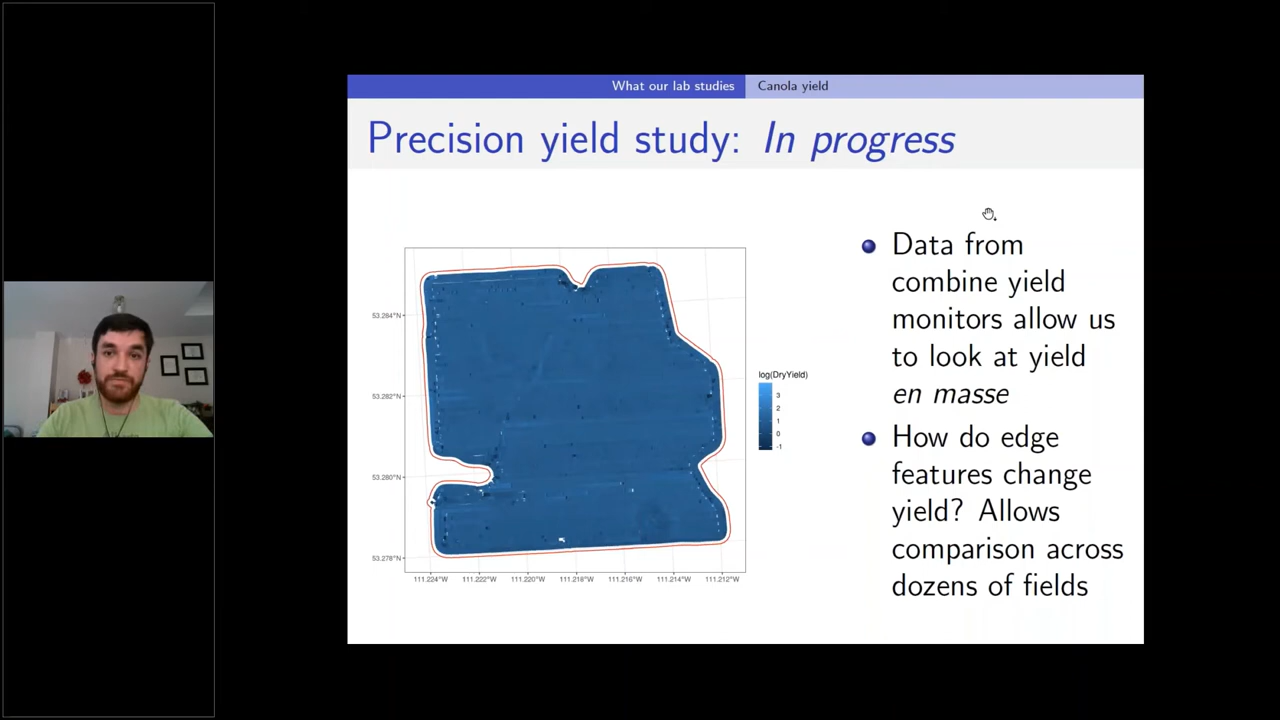 What our lab studies Canola yield
Precision yield study: In progress
Data from
combine yield
monitors allow us
to look at yield
en masse
How do edge
features change
yield? Allows
comparison across
dozens of fields
53.284°N
53.282°N
53.280°N
53.278°N
111.224°W 111.222°W 111.220°W 111.218°W 111.216°W 111.214°W 111.212°W
log(DryYield)
3
2
1
0
-1